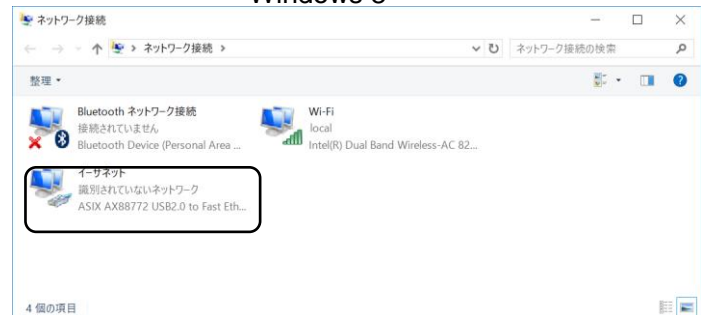 ネットワーク接続
ネットワーク接続
ネットワーク接続の検索
整理
Bluetooth ネットワーク接続
接続されていません
Bluetooth Device (Personal Area ...
Wi-Fi
local
Intel(R) Dual Band Wireless-AC 82...
イーサネット
識別されていないネットワーク
ASIX AX88772 USB2.0 to Fast Eth...
4 個の項目